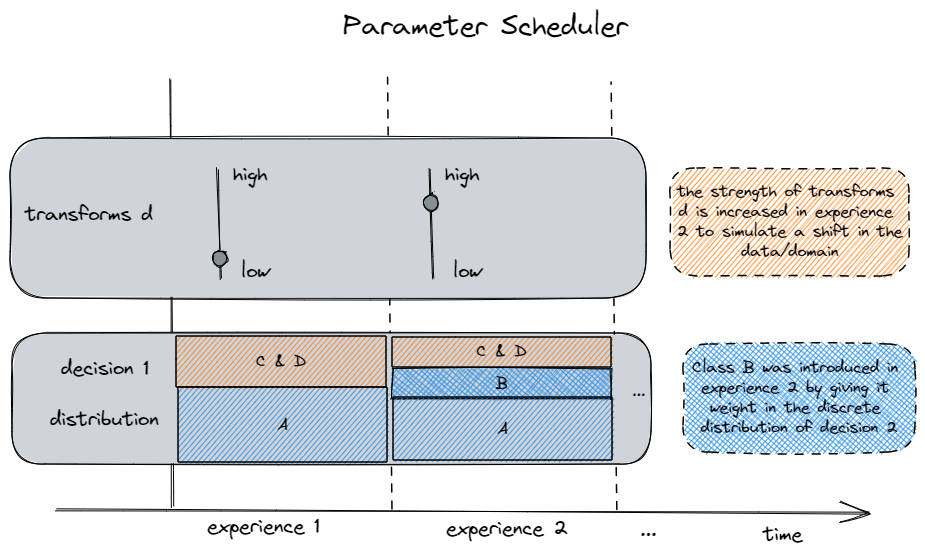 Parameter Scheduler
transforms d
high
low
high
low
the strength of transforms
d is increased in experience
2 to simulate a shift in the
data/domain
decision 1
distribution
C & D
A
C & D
B
A
...
Class B was introduced in
experience 2 by giving it
weight in the discrete
distribution of decision 2
experience 1
experience 2
...
time